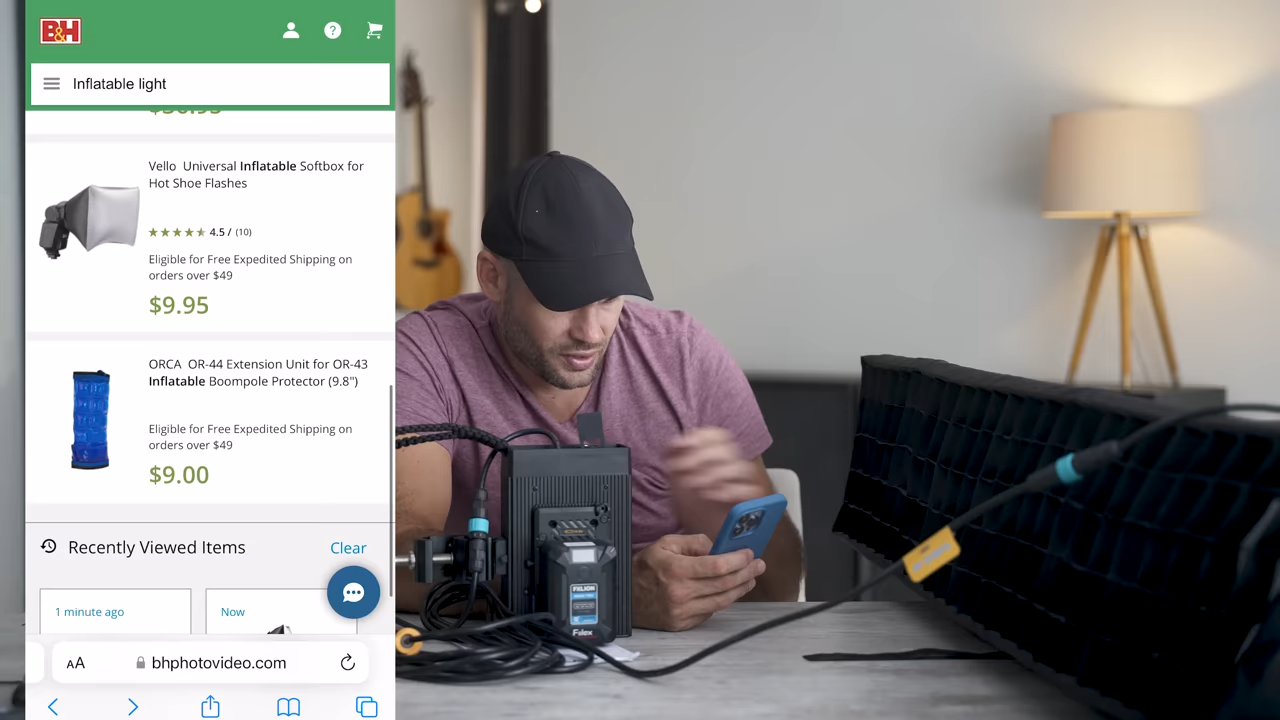 B&H
Inflatable light
$36.95
Vello Universal Inflatable Softbox for
Hot Shoe Flashes
4.5 / (10)
Eligible for Free Expedited Shipping on
orders over $49
$9.95
ORCA OR-44 Extension Unit for OR-43
Inflatable Boompole Protector (9.8")
Eligible for Free Expedited Shipping on
orders over $49
$9.00
Recently Viewed Items
Clear
1 minute ago
Now
AA
bhphotovideo.com
FXLION
Falex